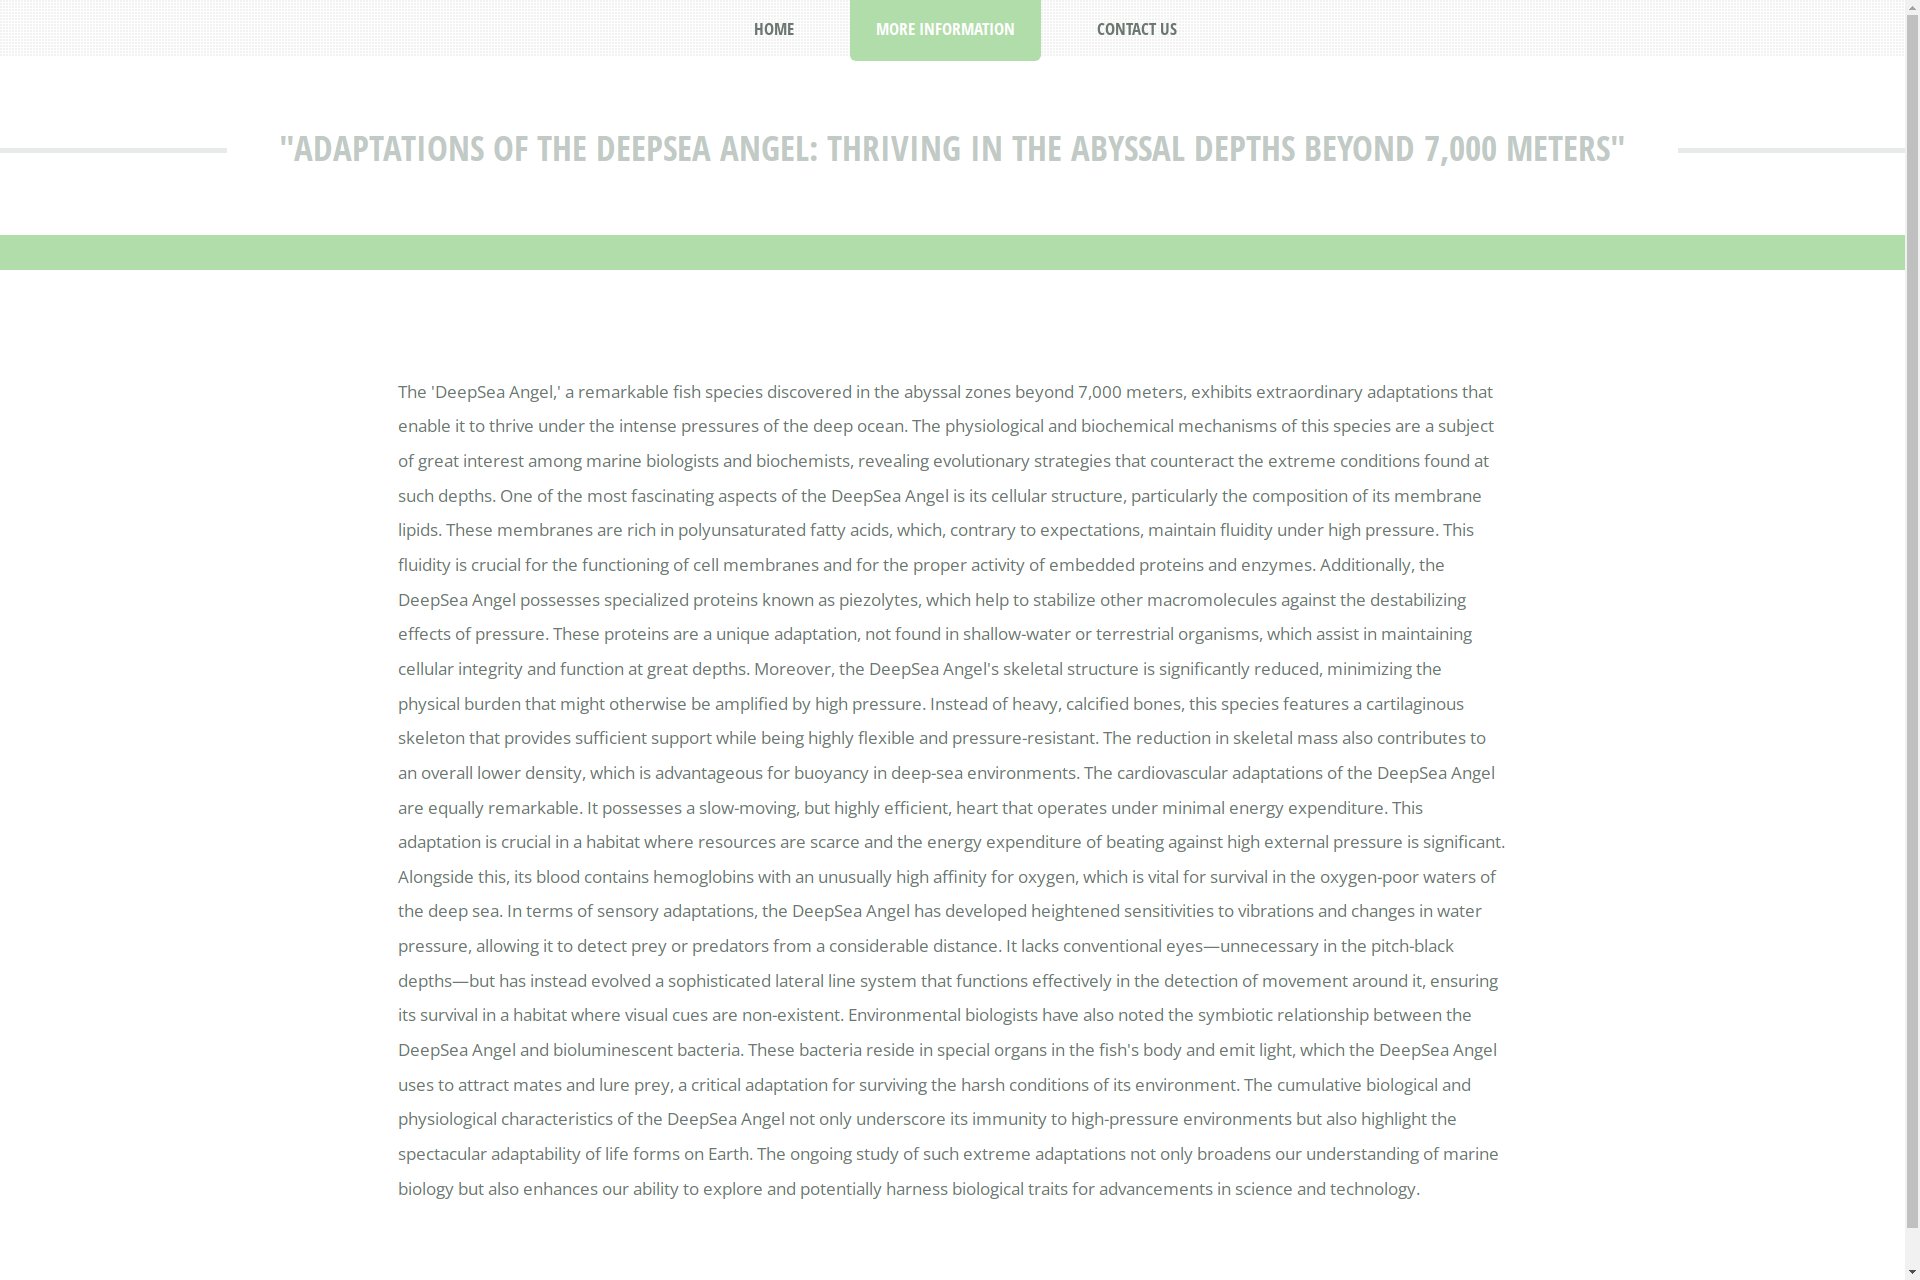 HOME
MORE INFORMATION
CONTACT US
"ADAPTATIONS OF THE DEEPSEA ANGEL: THRIVING IN THE ABYSSAL DEPTHS BEYOND 7,000 METERS"
The 'DeepSea Angel,' a remarkable fish species discovered in the abyssal zones beyond 7,000 meters, exhibits extraordinary adaptations that
enable it to thrive under the intense pressures of the deep ocean. The physiological and biochemical mechanisms of this species are a subject
of great interest among marine biologists and biochemists, revealing evolutionary strategies that counteract the extreme conditions found at
such depths. One of the most fascinating aspects of the DeepSea Angel is its cellular structure, particularly the composition of its membrane
lipids. These membranes are rich in polyunsaturated fatty acids, which, contrary to expectations, maintain fluidity under high pressure. This
fluidity is crucial for the functioning of cell membranes and for the proper activity of embedded proteins and enzymes. Additionally, the
DeepSea Angel possesses specialized proteins known as piezolytes, which help to stabilize other macromolecules against the destabilizing
effects of pressure. These proteins are a unique adaptation, not found in shallow-water or terrestrial organisms, which assist in maintaining
cellular integrity and function at great depths. Moreover, the DeepSea Angel's skeletal structure is significantly reduced, minimizing the
physical burden that might otherwise be amplified by high pressure. Instead of heavy, calcified bones, this species features a cartilaginous
skeleton that provides sufficient support while being highly flexible and pressure-resistant. The reduction in skeletal mass also contributes to
an overall lower density, which is advantageous for buoyancy in deep-sea environments. The cardiovascular adaptations of the DeepSea Angel
are equally remarkable. It possesses a slow-moving, but highly efficient, heart that operates under minimal energy expenditure. This
adaptation is crucial in a habitat where resources are scarce and the energy expenditure of beating against high external pressure is significant.
Alongside this, its blood contains hemoglobins with an unusually high affinity for oxygen, which is vital for survival in the oxygen-poor waters of
the deep sea. In terms of sensory adaptations, the DeepSea Angel has developed heightened sensitivities to vibrations and changes in water
pressure, allowing it to detect prey or predators from a considerable distance. It lacks conventional eyes—unnecessary in the pitch-black
depths—but has instead evolved a sophisticated lateral line system that functions effectively in the detection of movement around it, ensuring
its survival in a habitat where visual cues are non-existent. Environmental biologists have also noted the symbiotic relationship between the
DeepSea Angel and bioluminescent bacteria. These bacteria reside in special organs in the fish's body and emit light, which the DeepSea Angel
uses to attract mates and lure prey, a critical adaptation for surviving the harsh conditions of its environment. The cumulative biological and
physiological characteristics of the DeepSea Angel not only underscore its immunity to high-pressure environments but also highlight the
spectacular adaptability of life forms on Earth. The ongoing study of such extreme adaptations not only broadens our understanding of marine
biology but also enhances our ability to explore and potentially harness biological traits for advancements in science and technology.